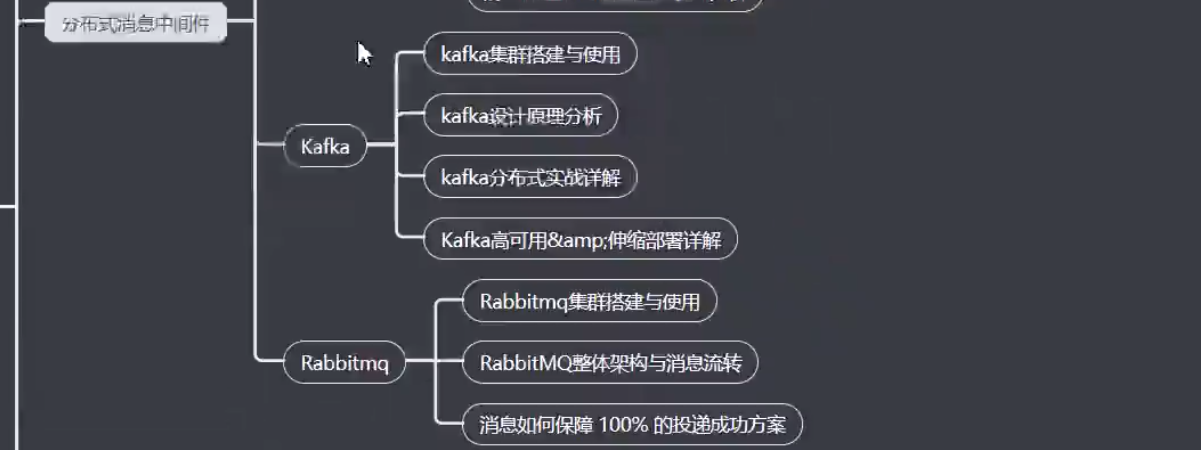 分布式消息中间件
kafka集群搭建与使用
kafka设计原理分析
Kafka
kafka分布式实战详解
Kafka高可用&amp;伸缩部署详解
Rabbitmq集群搭建与使用
Rabbitmq
RabbitMQ整体架构与消息流转
消息如何保障 100% 的投递成功方案